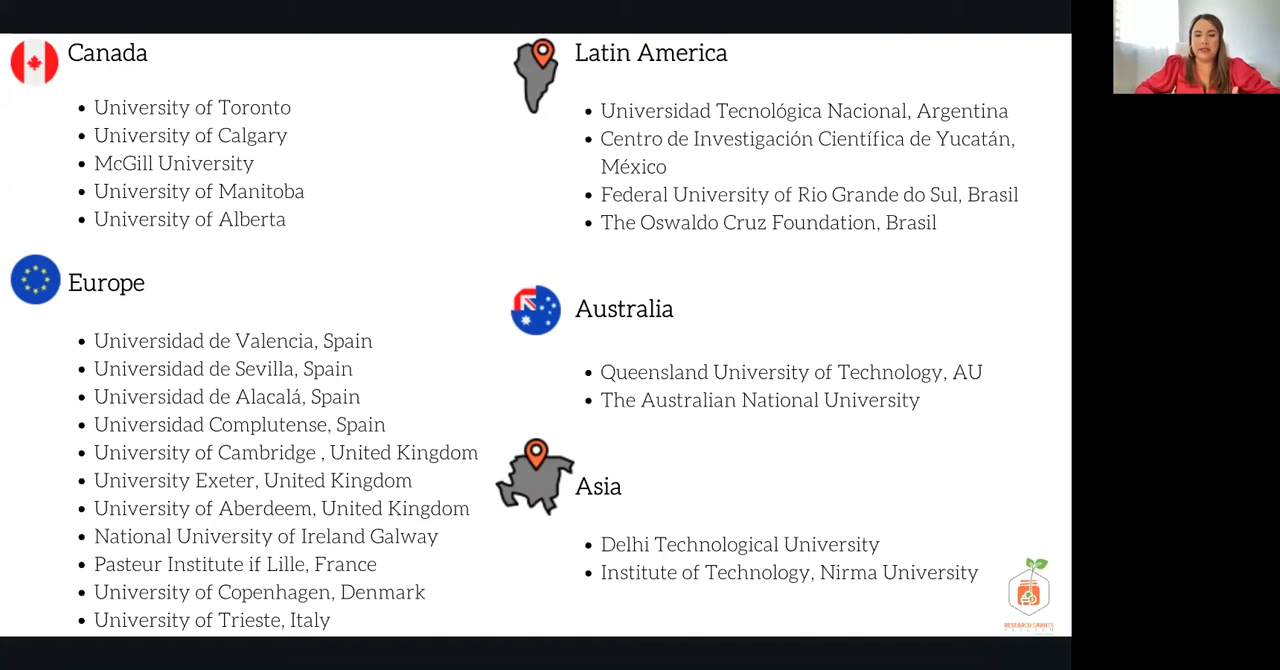 Canada
University of Toronto
University of Calgary
McGill University
University of Manitoba
University of Alberta
Europe
Universidad de Valencia, Spain
Universidad de Sevilla, Spain
Universidad de Alacalá, Spain
Universidad Complutense, Spain
University of Cambridge , United Kingdom
University Exeter, United Kingdom
University of Aberdeem, United Kingdom
National University of Ireland Galway
Pasteur Institute if Lille, France
University of Copenhagen, Denmark
University of Trieste, Italy
Latin America
Universidad Tecnológica Nacional, Argentina
Centro de Investigación Científica de Yucatán,
México
Federal University of Rio Grande do Sul, Brasil
The Oswaldo Cruz Foundation, Brasil
Australia
Queensland University of Technology, AU
The Australian National University
Asia
Delhi Technological University
Institute of Technology, Nirma University
RESEARCH GRANTS